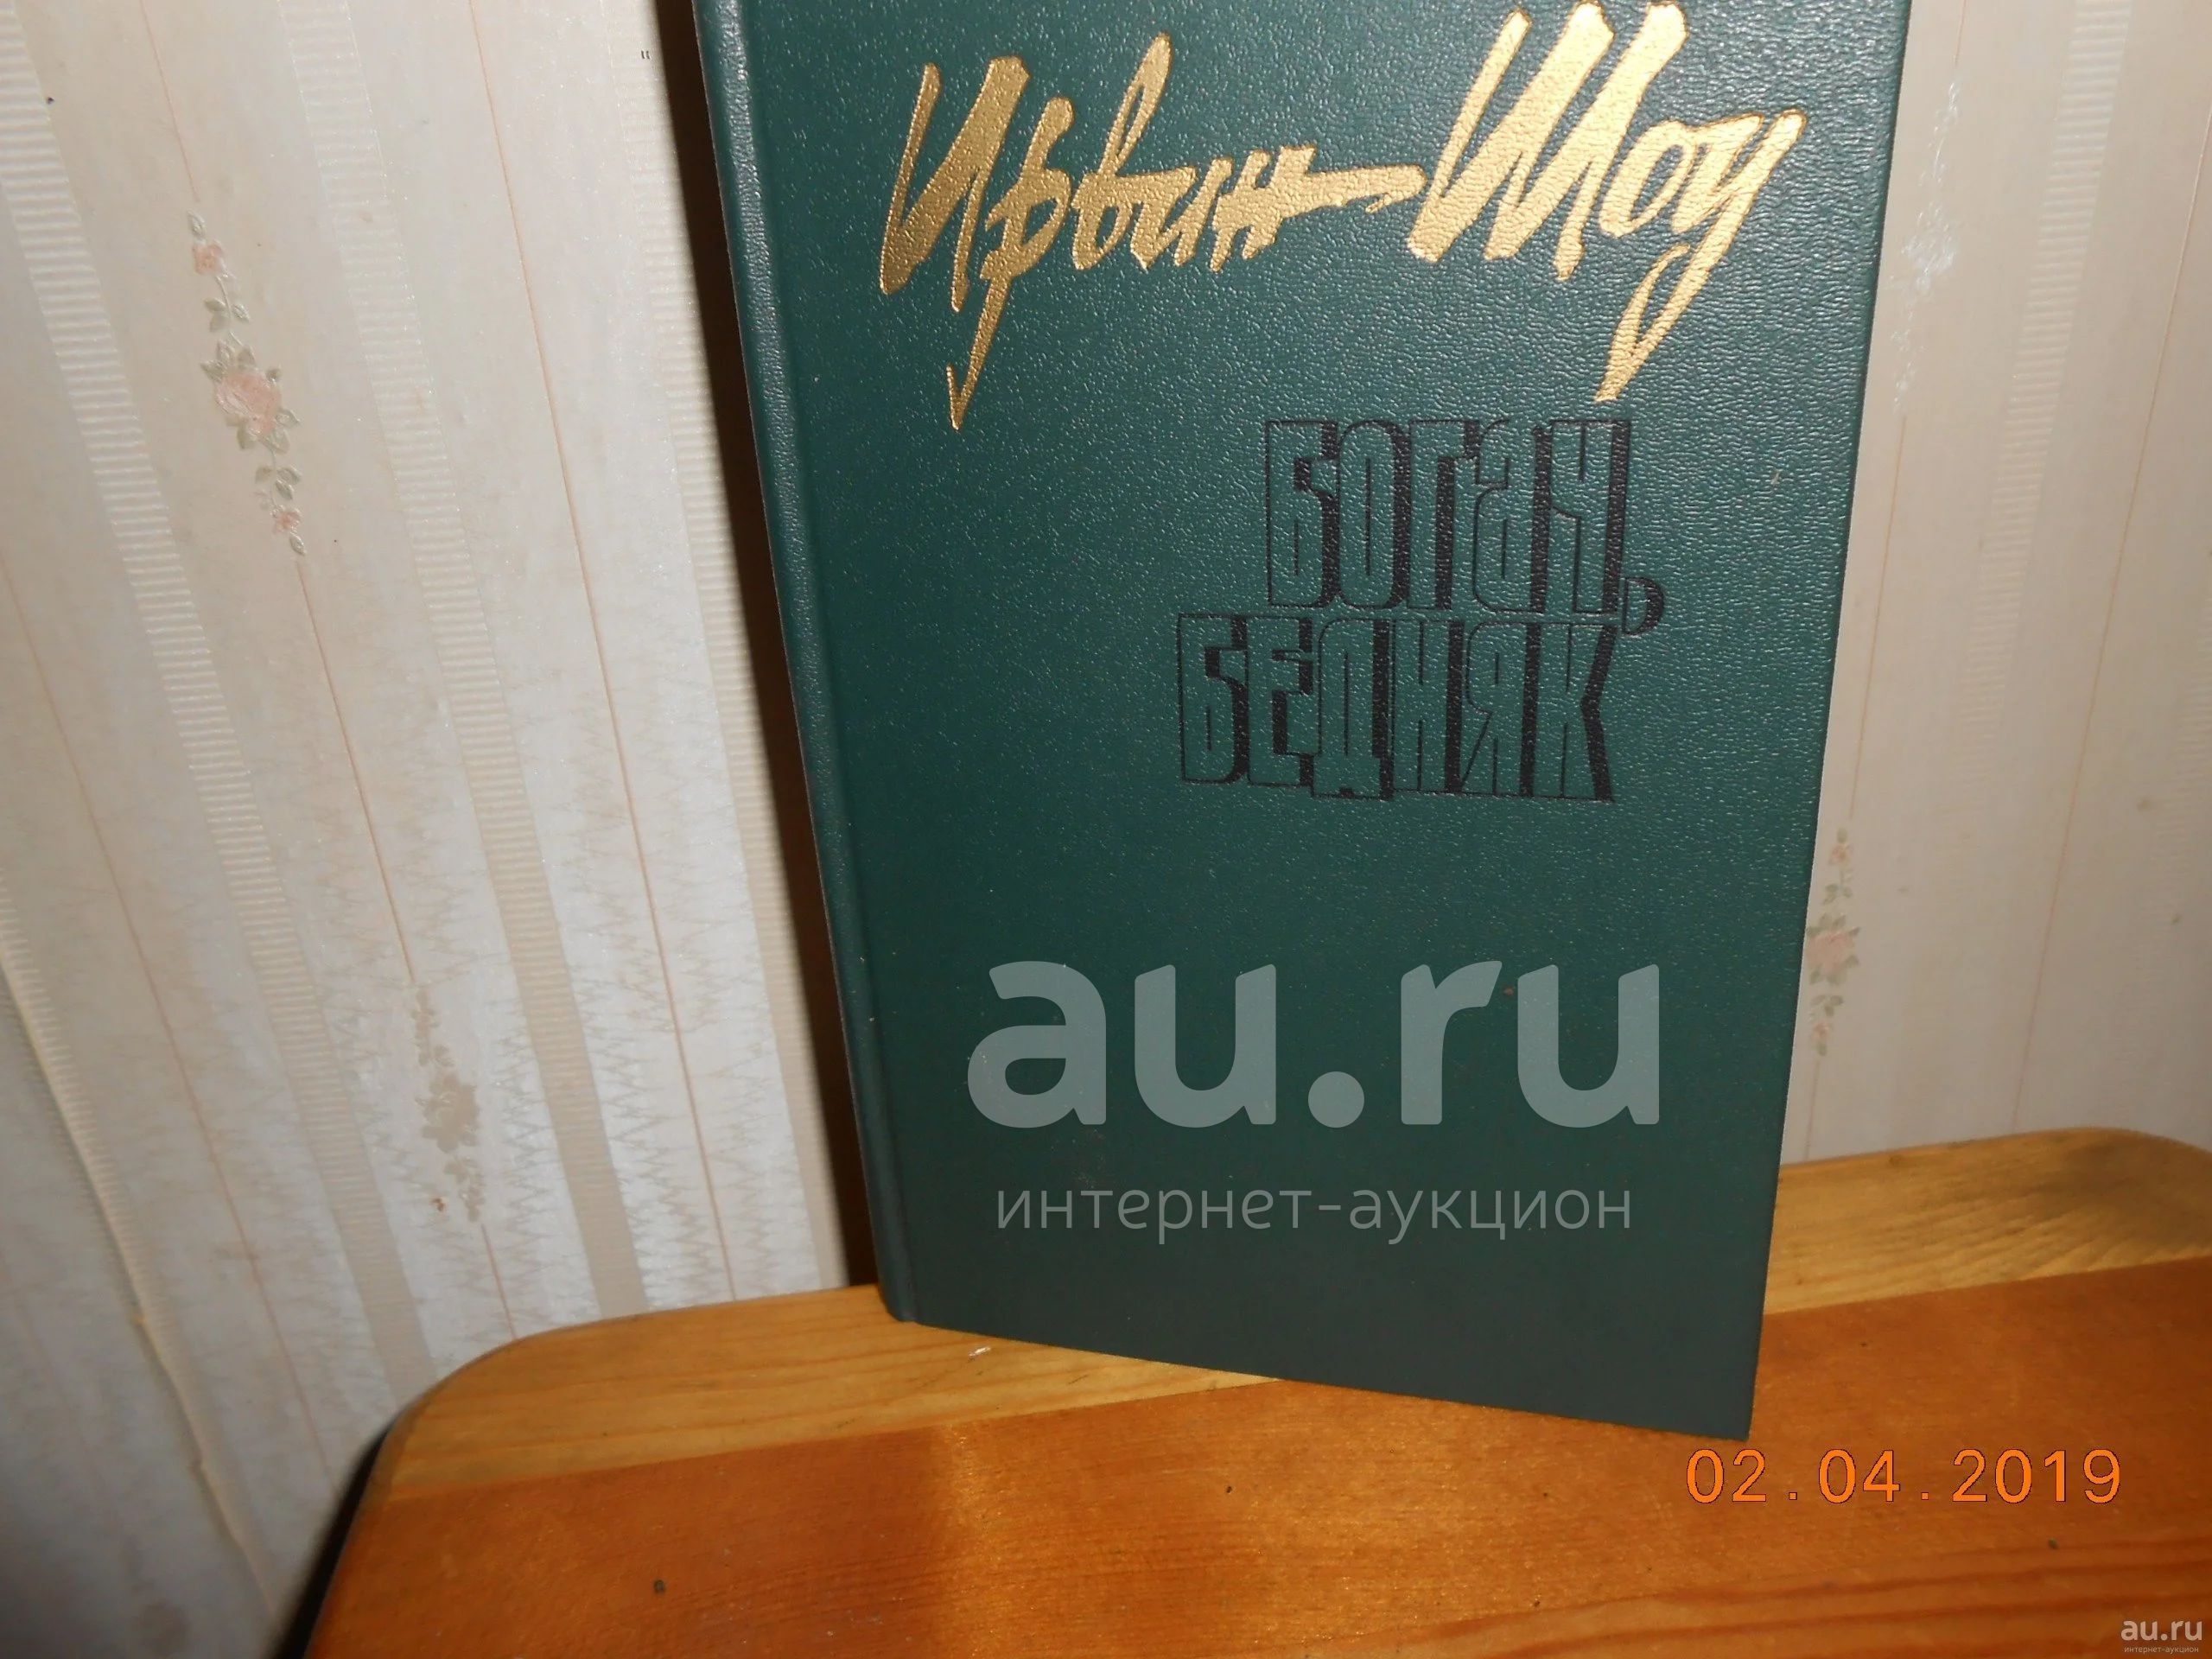 Ирвин Шоу
БОГАЧ,
БЕДНЯК
au.ru
интернет-аукцион
02.04.2019
au.ru
интернет-аукцион